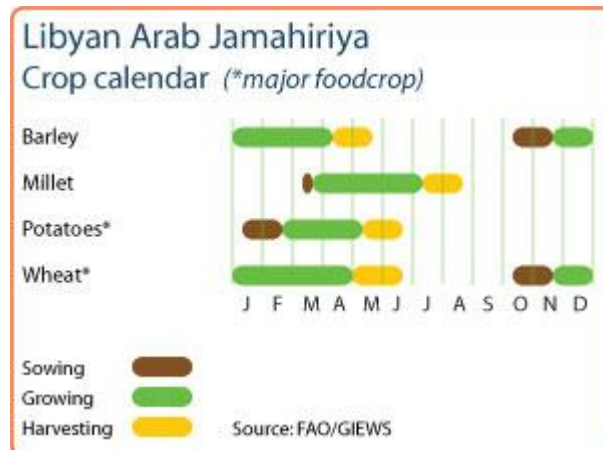 Libyan Arab Jamahiriya
Crop calendar (*major foodcrop)
Barley
Millet
Potatoes*
Wheat*
J F M A M J J A S O N D
Sowing
Growing
Harvesting
Source: FAO/GIEWS